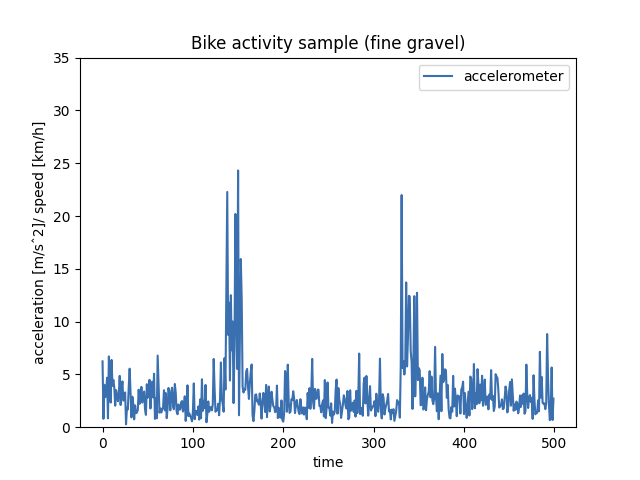 Bike activity sample (fine gravel)
accelerometer
acceleration [m/s^2]/ speed [km/h]
35
30
25
20
15
10
5
0
0 100 200 300 400 500
time